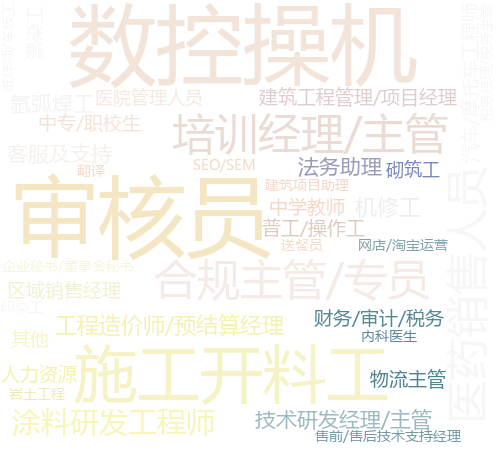 数控操机
氩弧焊工
医院管理人员
建筑工程管理/项目经理
中专/职校生
培训经理/主管
客服及支持
翻译
SEO/SEM
法务助理
砌筑工
建筑项目助理
审核员
中学教师
机修工
普工/操作工
送餐员
网店/淘宝运营
医药销售人员
企业秘书/董事会秘书
合规主管/专员
区域销售经理
工程造价师/预结算经理
财务/审计/税务
其他
内科医生
人力资源
施工开料工
物流主管
岩土工程
涂料研发工程师
技术研发经理/主管
售前/售后技术支持经理